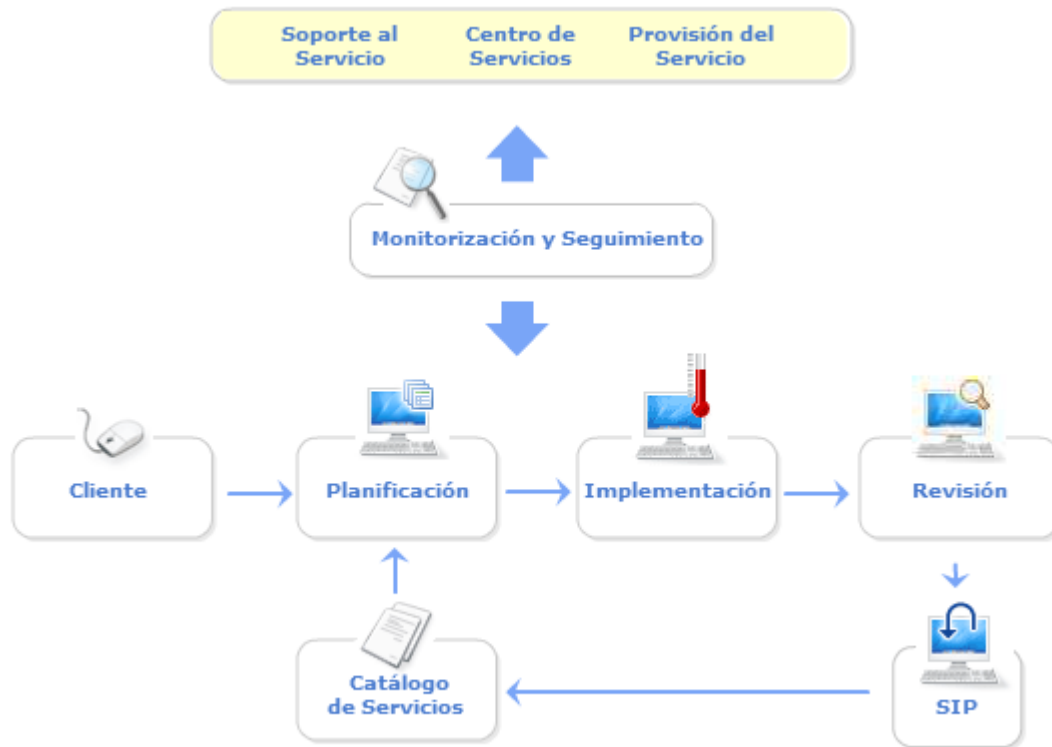 Soporte al
Servicio
Centro de
Servicios
Provisión del
Servicio
Monitorización y Seguimiento
Cliente
Planificación
Implementación
Revisión
Catálogo
de Servicios
SIP